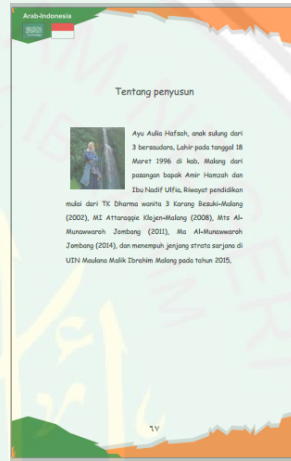 Arab-Indonesia
Tentang penyusun
Ayu Aulia Hafsah, anak sulung dari
3 bersaudara, Lahir pada tanggal 18
Maret 1996 di kab. Malang dari
pasangan bapak Amir Hamzah dan
Ibu Nadif Ulfia, Riwayat pendidikan
mulai dari TK Dharma wanita 3 Karang Besuki-Malang
(2002), MI Attaraqqie Klojen-Malang (2008), Mts Al-
Munawwaroh Jombang (2011), Ma Al-Munawwaroh
Jombang (2014), dan menempuh jenjang strata sarjana di
UIN Maulana Malik Ibrahim Malang pada tahun 2015.
٦٧